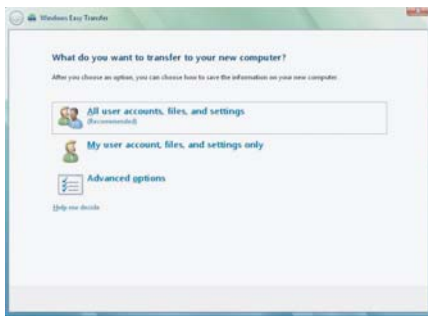 Windows Easy Transfer
What do you want to transfer to your new computer?
After you choose an option, you can choose how to save the information on your new computer.
All user accounts, files, and settings
(Recommended)
My user account, files, and settings only
Advanced options
Help me decide